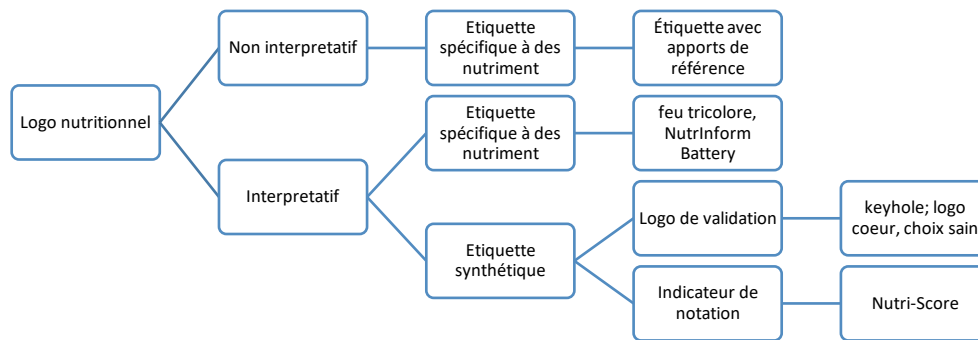 Logo nutritionnel
Non interpretatif
Etiquette
spécifique à des
nutriment
Étiquette avec
apports de
référence
Interpretatif
Etiquette
spécifique à des
nutriment
feu tricolore,
NutrInform
Battery
Etiquette
synthétique
Logo de validation
keyhole; logo
coeur, choix sain
Indicateur de
notation
Nutri-Score